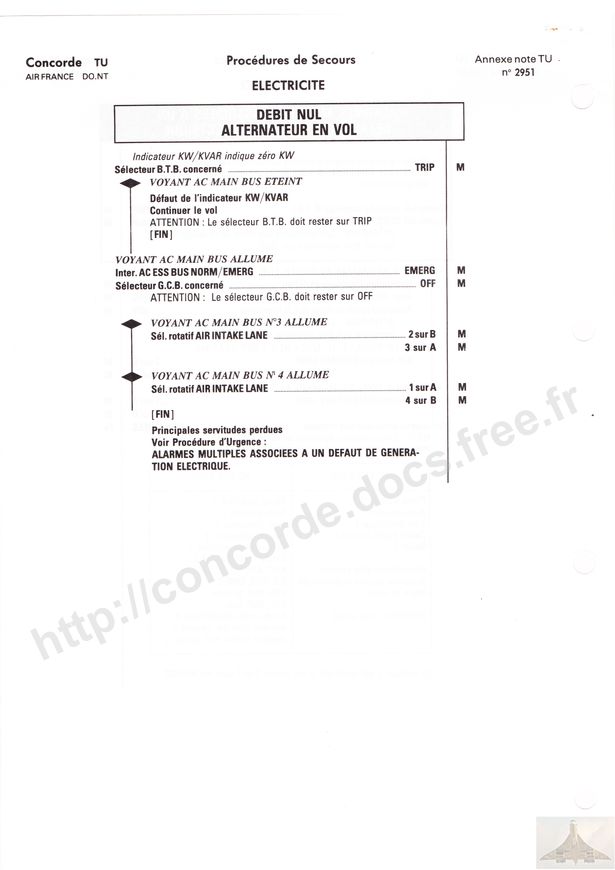 Concorde TU
AIR FRANCE DO.NT
Procédures de Secours
ELECTRICITE
Annexe note TU
n° 2951
DEBIT NUL
ALTERNATEUR EN VOL
Indicateur KW/KVAR indique zéro KW
Sélecteur B.T.B. concerné TRIP M
VOYANT AC MAIN BUS ETEINT
Défaut de l'indicateur KW/KVAR
Continuer le vol
ATTENTION : Le sélecteur B.T.B. doit rester sur TRIP
[FIN]
VOYANT AC MAIN BUS ALLUME
Inter. AC ESS BUS NORM/EMERG EMERG M
Sélecteur G.C.B. concerné OFF M
ATTENTION : Le sélecteur G.C.B. doit rester sur OFF
VOYANT AC MAIN BUS N°3 ALLUME
Sél. rotatif AIR INTAKE LANE 2 sur B M
3 sur A M
VOYANT AC MAIN BUS N° 4 ALLUME
Sél. rotatif AIR INTAKE LANE 1 sur A M
4 sur B M
[FIN]
Principales servitudes perdues
Voir Procédure d'Urgence :
ALARMES MULTIPLES ASSOCIEES A UN DEFAUT DE GENERA-
TION ELECTRIQUE.
http://concorde.docs.free.fr